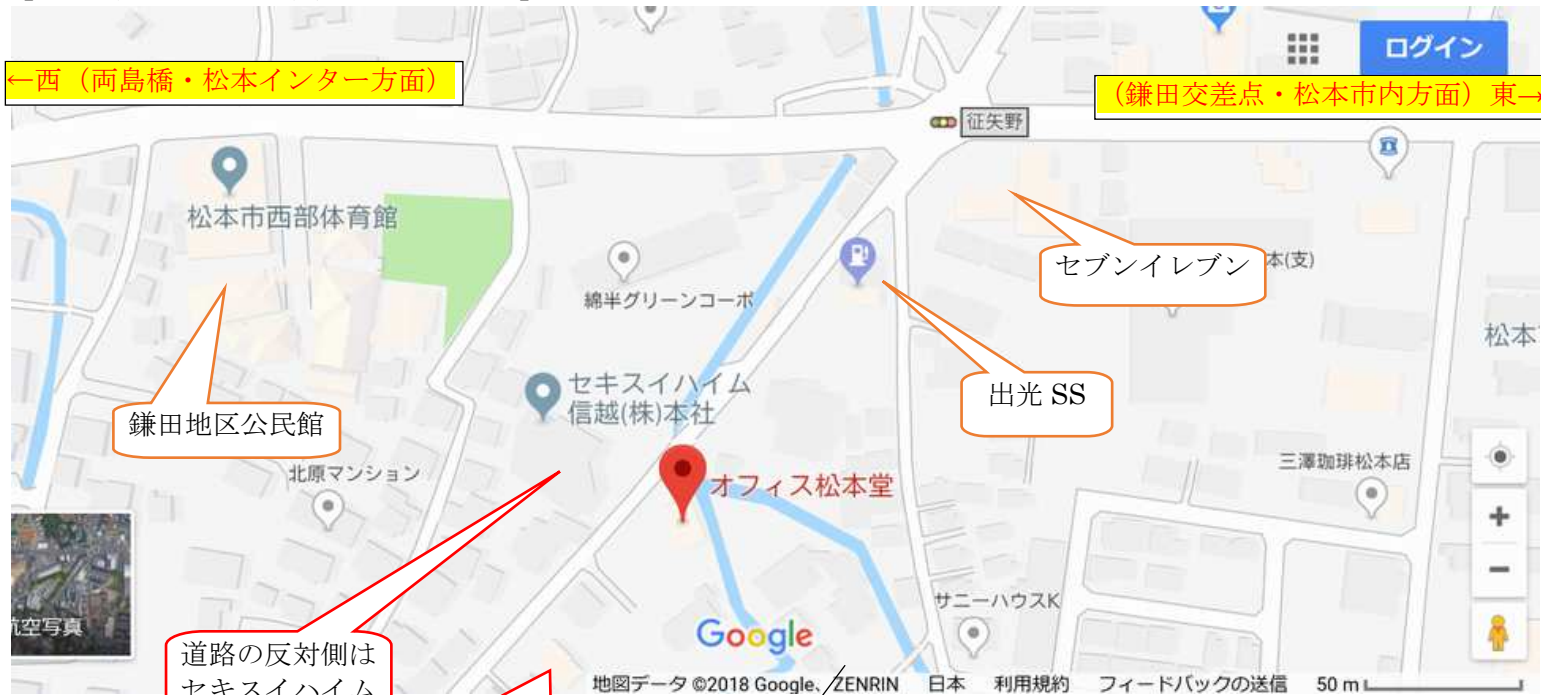 ログイン
←西（両島橋・松本インター方面）
（鎌田交差点・松本市内方面）東→
征矢野
松本市西部体育館
セブンイレブン
本(支)
綿半グリーンコーポ
松本
セキスイハイム
信越(株)本社
出光 SS
鎌田地区公民館
三澤珈琲松本店
北原マンション
オフィス松本堂
サニーハウスK
航空写真
道路の反対側は
セキスイハイム
Google
地図データ ©2018 Google、ZENRIN 日本 利用規約 フィードバックの送信 50 m